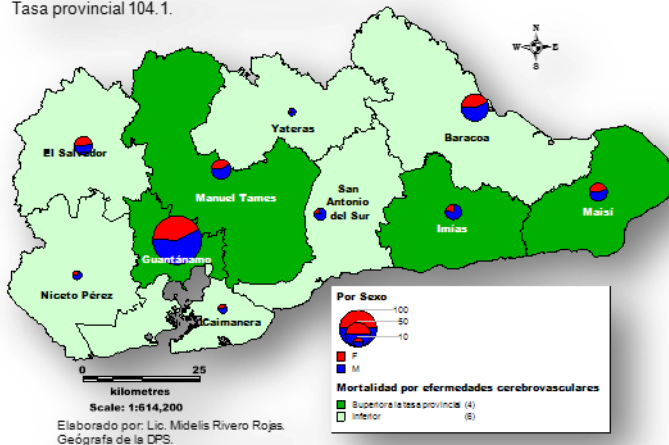 Tasa provincial 104.1.
N
W E
S
Yateras
Baracoa
El Salvador
Manuel Tames
San
Antonio
del Sur
Imías
Maisí
Guantánamo
Niceto Pérez
Caimanera
Por Sexo
100
50
10
F
M
Mortalidad por efermedades cerebrovasculares
Superior a la tasa provincial (4)
Inferior (6)
0 25
kilometres
Scale: 1:614,200
Elaborado por: Lic. Midelis Rivero Rojas.
Geógrafa de la DPS.